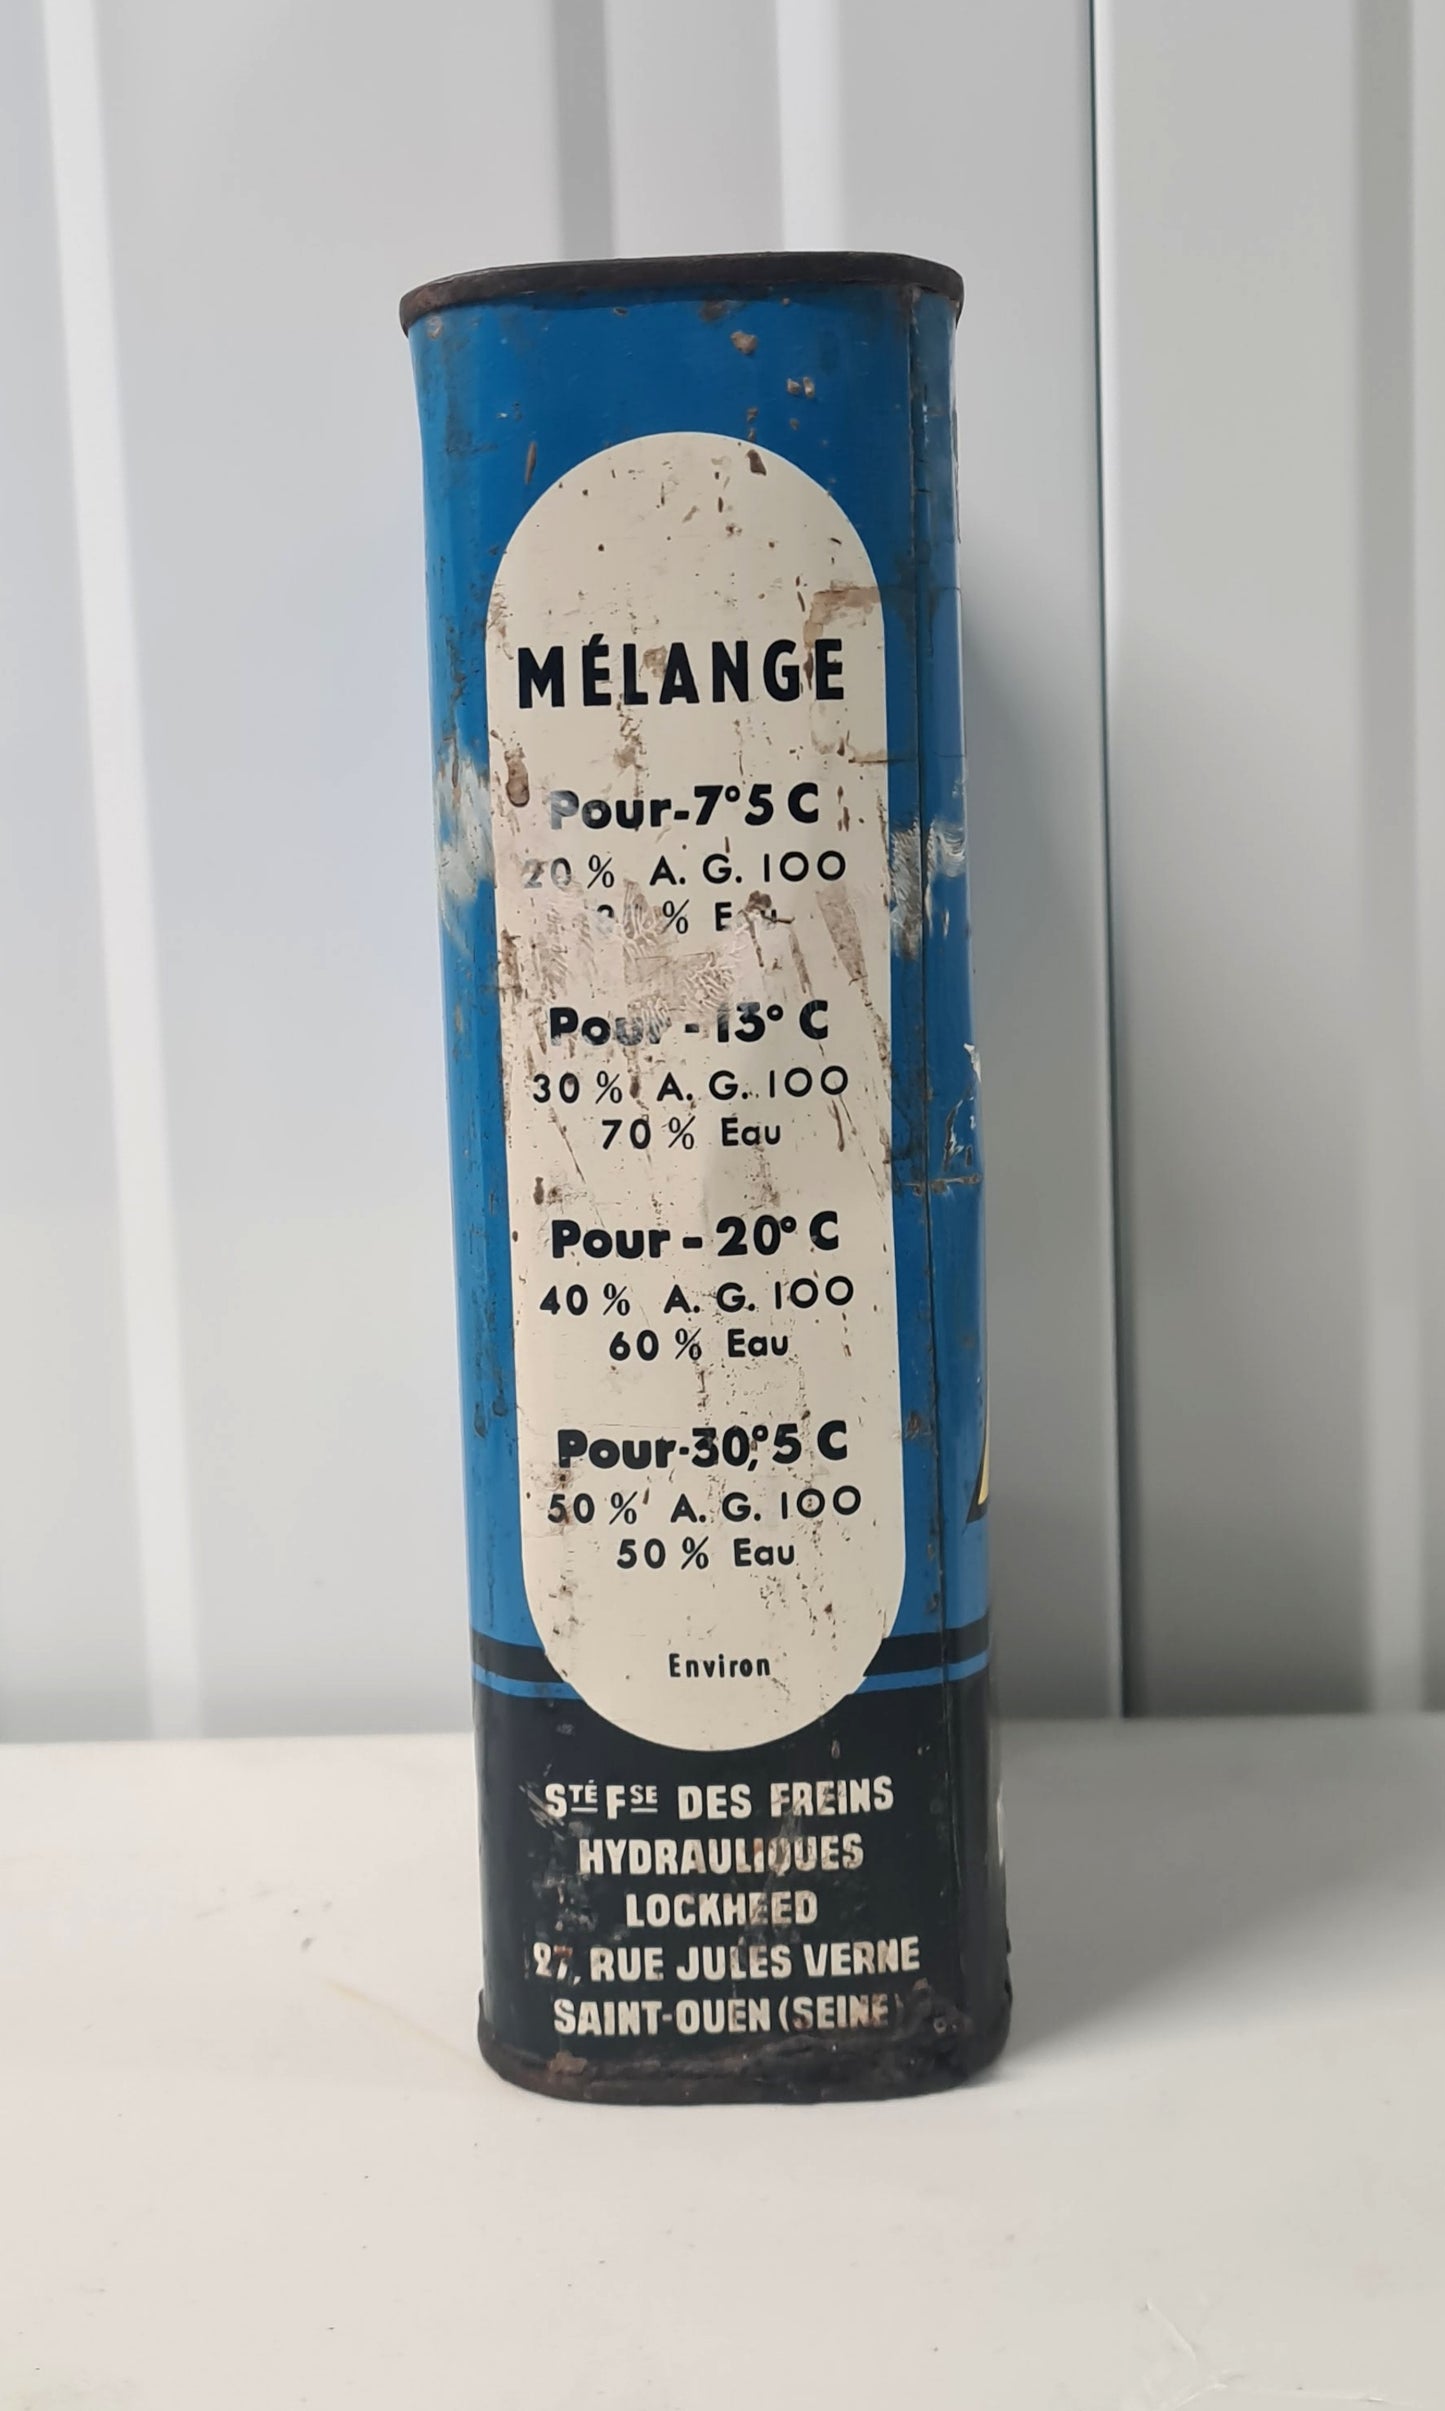 MÉLANGE
Pour-7°5 C
20 % A. G. 100
% Eau
Pour - 13° C
30 % A. G. 100
70 % Eau
Pour - 20° C
40 % A. G. 100
60 % Eau
Pour-30,°5 C
50 % A. G. 100
50 % Eau
Environ
STÉ FSE DES FREINS
HYDRAULIQUES
LOCKHEED
27, RUE JULES VERNE
SAINT-OUEN (SEINE)